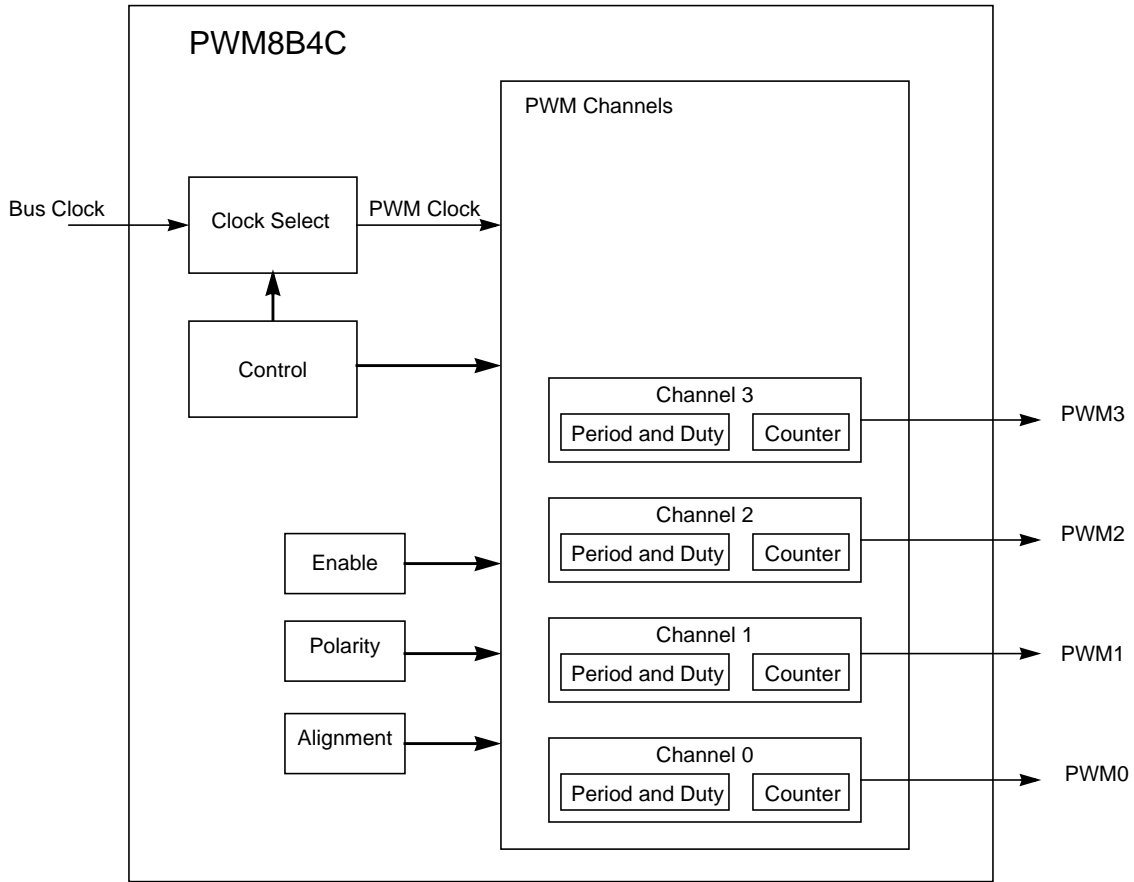 PWM8B4C
PWM Channels
Bus Clock
Clock Select
PWM Clock
Control
Channel 3
Period and Duty
Counter
PWM3
Channel 2
Period and Duty
Counter
PWM2
Enable
Channel 1
Period and Duty
Counter
PWM1
Polarity
Alignment
Channel 0
Period and Duty
Counter
PWM0